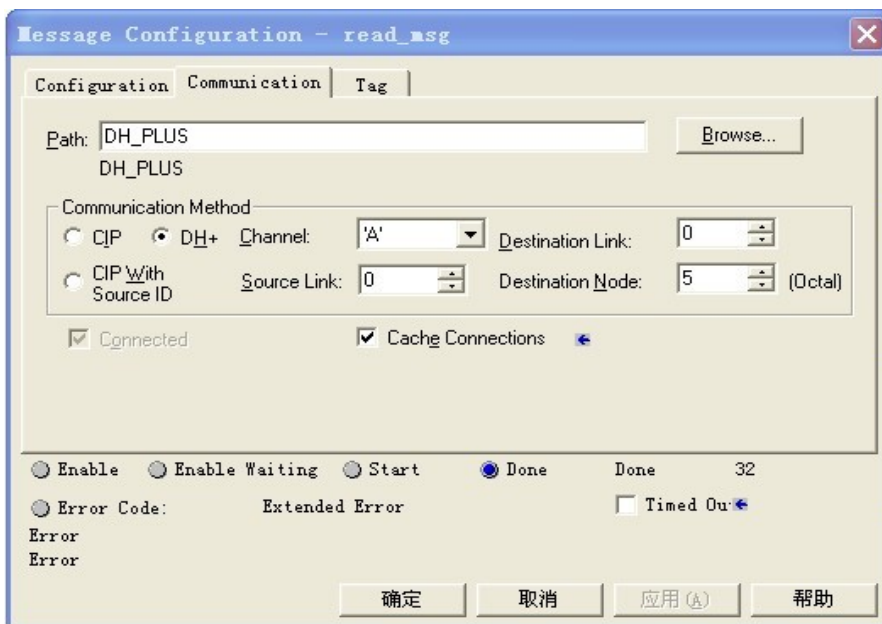 Message Configuration - read_msg
Configuration Communication Tag
Path: DH_PLUS Browse...
DH_PLUS
Communication Method
CIP DH+ Channel: 'A' Destination Link: 0
CIP With Source ID Source Link: 0 Destination Node: 5 (Octal)
Connected Cache Connections
Enable Enable Waiting Start Done Done 32
Error Code: Extended Error Timed Ou
Error
Error
确定 取消 应用(A) 帮助